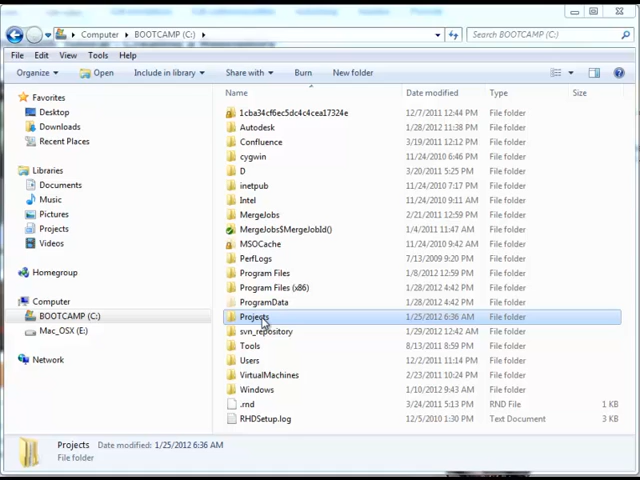 Computer ▸ BOOTCAMP (C:) ▸
Search BOOTCAMP (C:)
File Edit View Tools Help
Organize Open Include in library Share with Burn New folder
Name Date modified Type Size
Favorites
Desktop
Downloads
Recent Places
Libraries
Documents
Music
Pictures
Projects
Videos
Homegroup
Computer
BOOTCAMP (C:)
Mac_OSX (E:)
Network
1cba34cf6ec5dc4c4cea17324e 12/7/2011 12:44 PM File folder
Autodesk 1/28/2012 11:38 PM File folder
Confluence 3/19/2011 12:12 PM File folder
cygwin 11/24/2010 6:46 PM File folder
D 3/20/2011 5:25 PM File folder
inetpub 11/24/2010 7:17 PM File folder
Intel 11/24/2010 9:10 AM File folder
MergeJobs 2/21/2011 12:59 PM File folder
MergeJobs$MergeJobId() 1/4/2011 11:47 AM File folder
MSOCache 11/24/2010 9:42 AM File folder
PerfLogs 7/13/2009 9:20 PM File folder
Program Files 1/8/2012 12:59 PM File folder
Program Files (x86) 1/28/2012 4:42 PM File folder
ProgramData 1/28/2012 4:42 PM File folder
Projects 1/25/2012 6:36 AM File folder
svn_repository 1/29/2012 12:42 AM File folder
Tools 8/13/2011 8:59 PM File folder
Users 12/2/2011 11:14 PM File folder
VirtualMachines 2/23/2011 10:24 PM File folder
Windows 1/10/2012 9:43 AM File folder
.rnd 3/24/2011 5:13 PM RND File 1 KB
RHDSetup.log 12/5/2010 1:30 PM Text Document 3 KB
Projects Date modified: 1/25/2012 6:36 AM
File folder